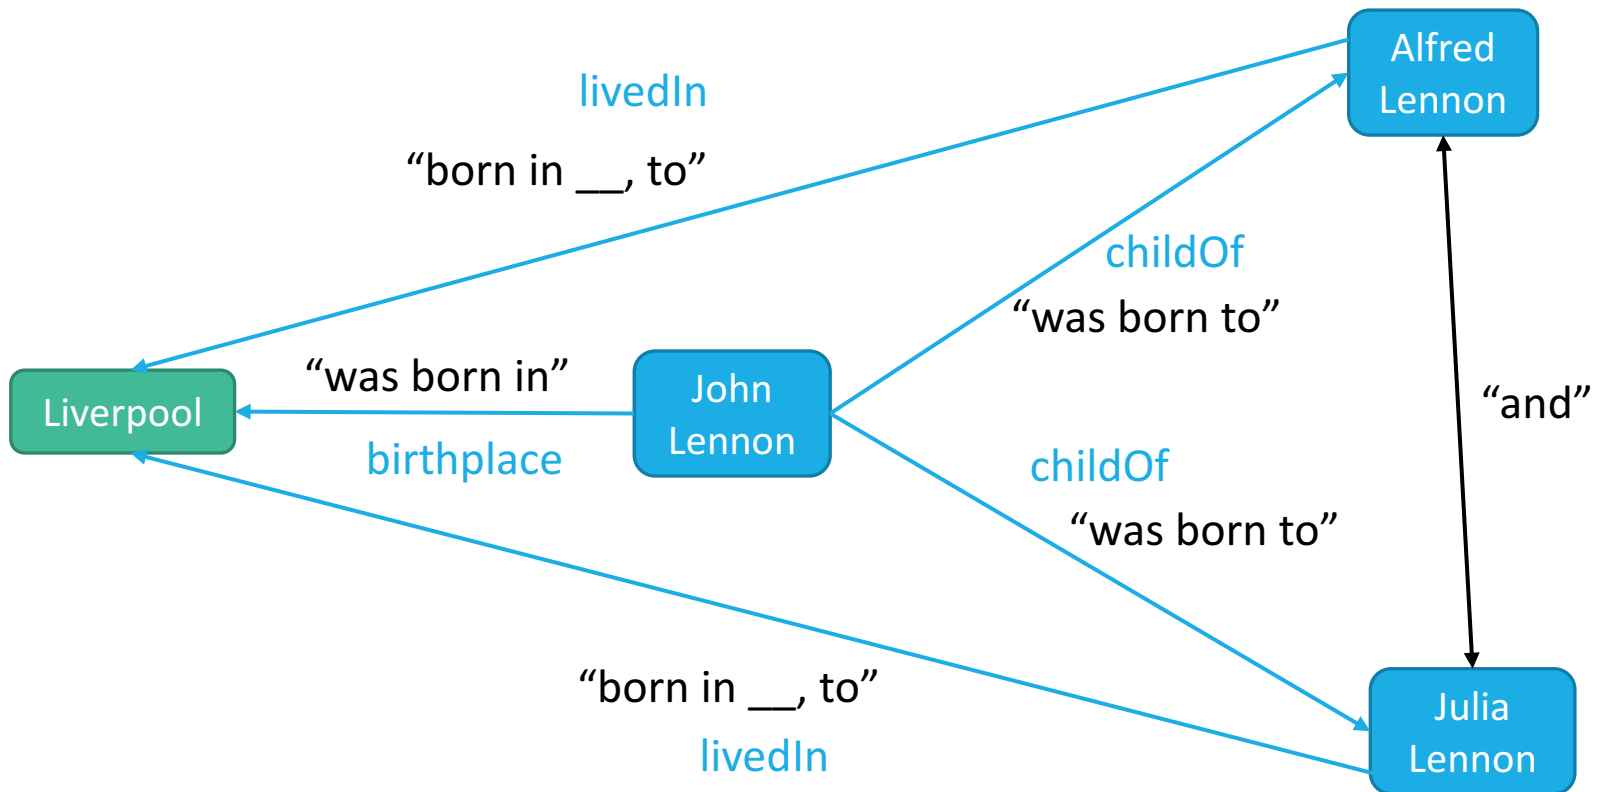 Alfred
Lennon
livedIn
“born in __, to”
childOf
“was born to”
“was born in”
John
Lennon
Liverpool
“and”
birthplace
childOf
“was born to”
“born in __, to”
livedIn
Julia
Lennon